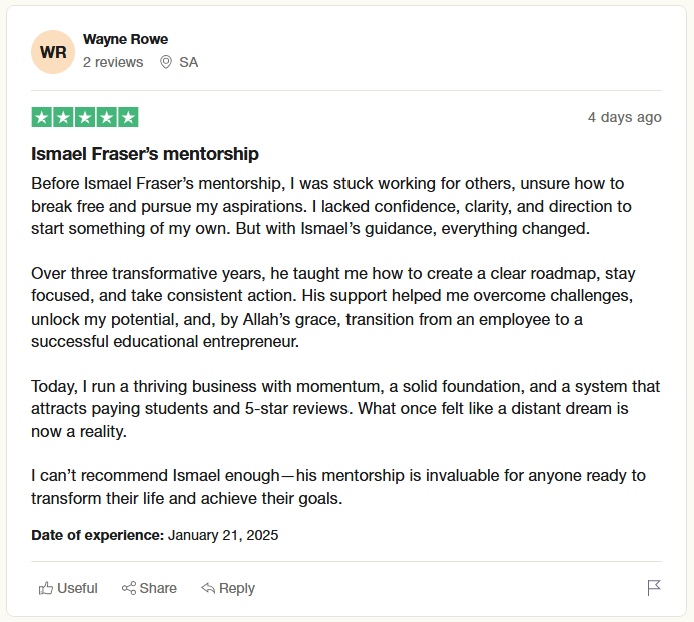 WR
Wayne Rowe
2 reviews SA
4 days ago
Ismael Fraser’s mentorship
Before Ismael Fraser’s mentorship, I was stuck working for others, unsure how to
break free and pursue my aspirations. I lacked confidence, clarity, and direction to
start something of my own. But with Ismael’s guidance, everything changed.
Over three transformative years, he taught me how to create a clear roadmap, stay
focused, and take consistent action. His support helped me overcome challenges,
unlock my potential, and, by Allah’s grace, transition from an employee to a
successful educational entrepreneur.
Today, I run a thriving business with momentum, a solid foundation, and a system that
attracts paying students and 5-star reviews. What once felt like a distant dream is
now a reality.
I can’t recommend Ismael enough—his mentorship is invaluable for anyone ready to
transform their life and achieve their goals.
Date of experience: January 21, 2025
Useful Share Reply